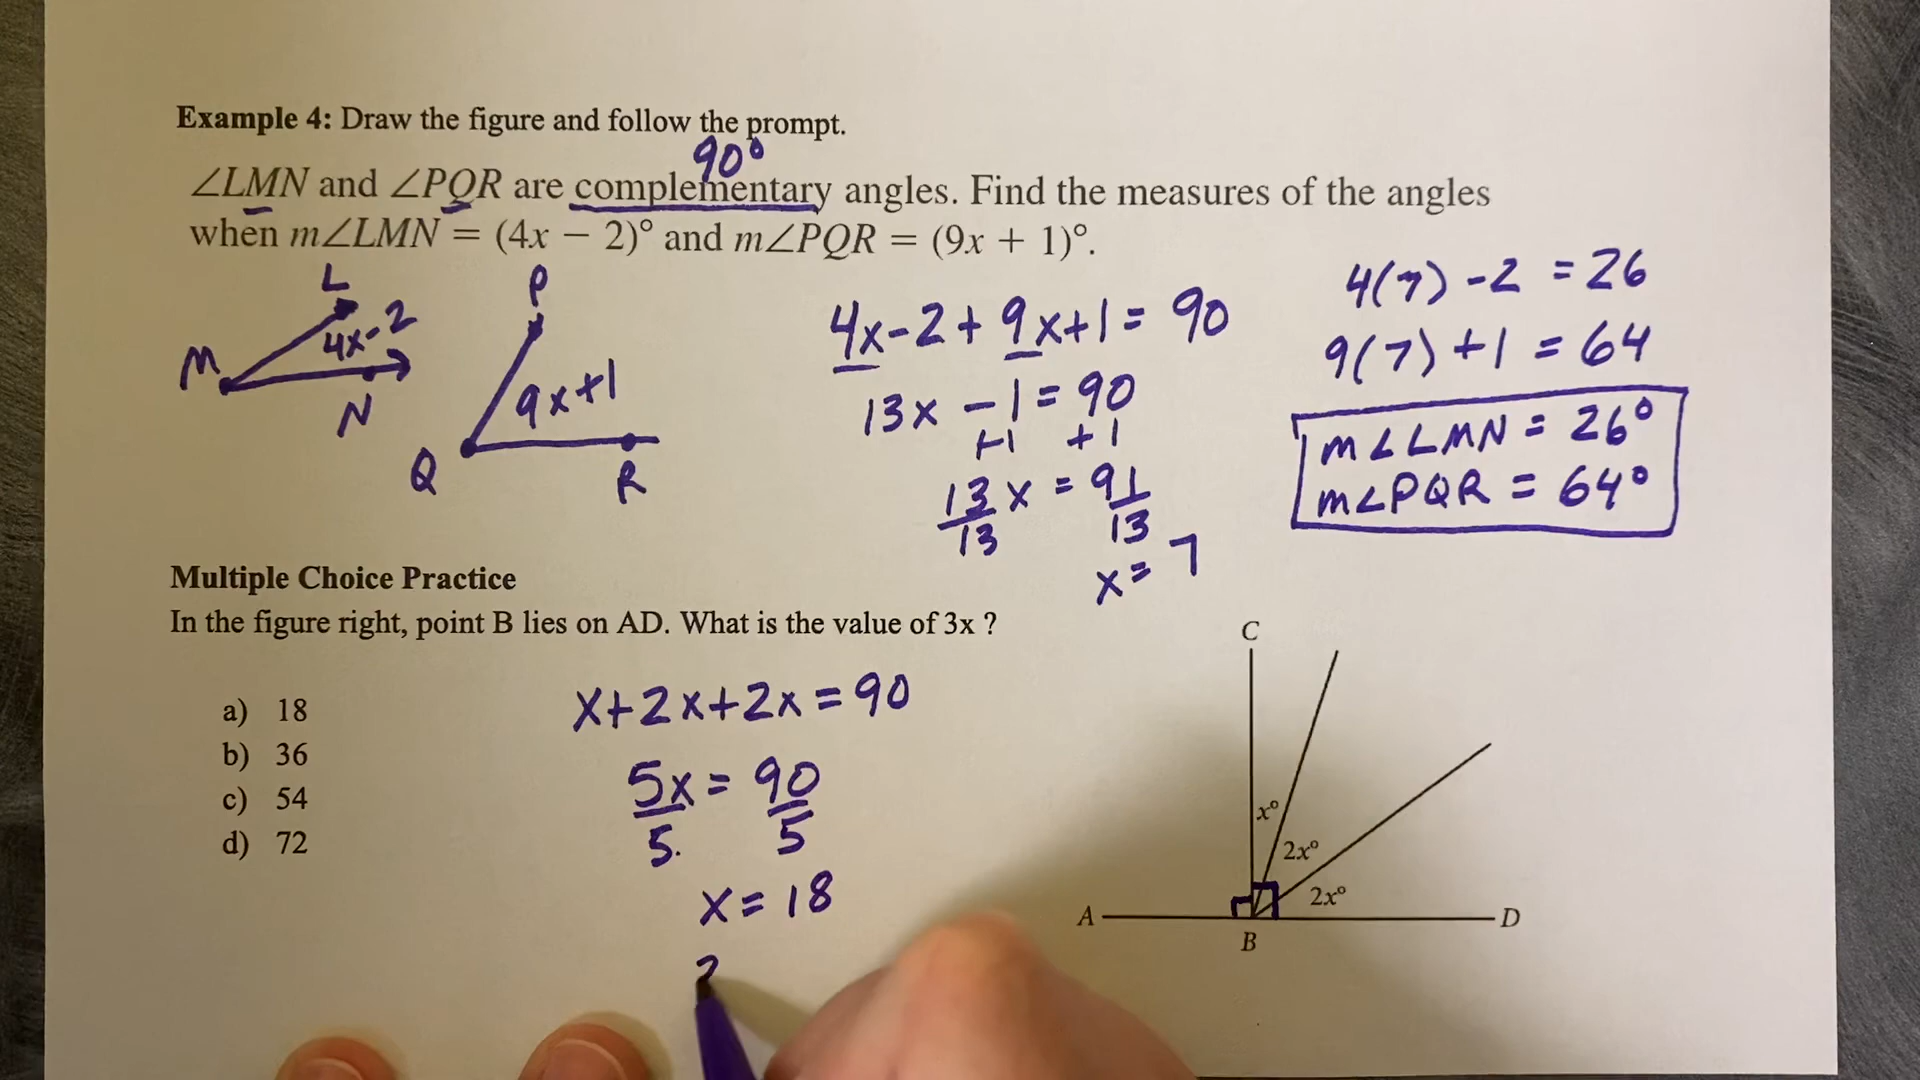 Example 4: Draw the figure and follow the prompt.
90°
∠LMN and ∠PQR are complementary angles. Find the measures of the angles
when m∠LMN = (4x − 2)° and m∠PQR = (9x + 1)°.
L
M
4x-2
N
P
9x+1
Q
R
4x-2+9x+1=90
13x -1=90
+1 +1
13/13 x = 91/13
x=7
4(7)-2=26
9(7)+1=64
m∠LMN=26°
m∠PQR=64°
Multiple Choice Practice
In the figure right, point B lies on AD. What is the value of 3x ?
a) 18
b) 36
c) 54
d) 72
x+2x+2x=90
5x/5.=90/5
x=18
C
x°
2x°
2x°
A
D
B